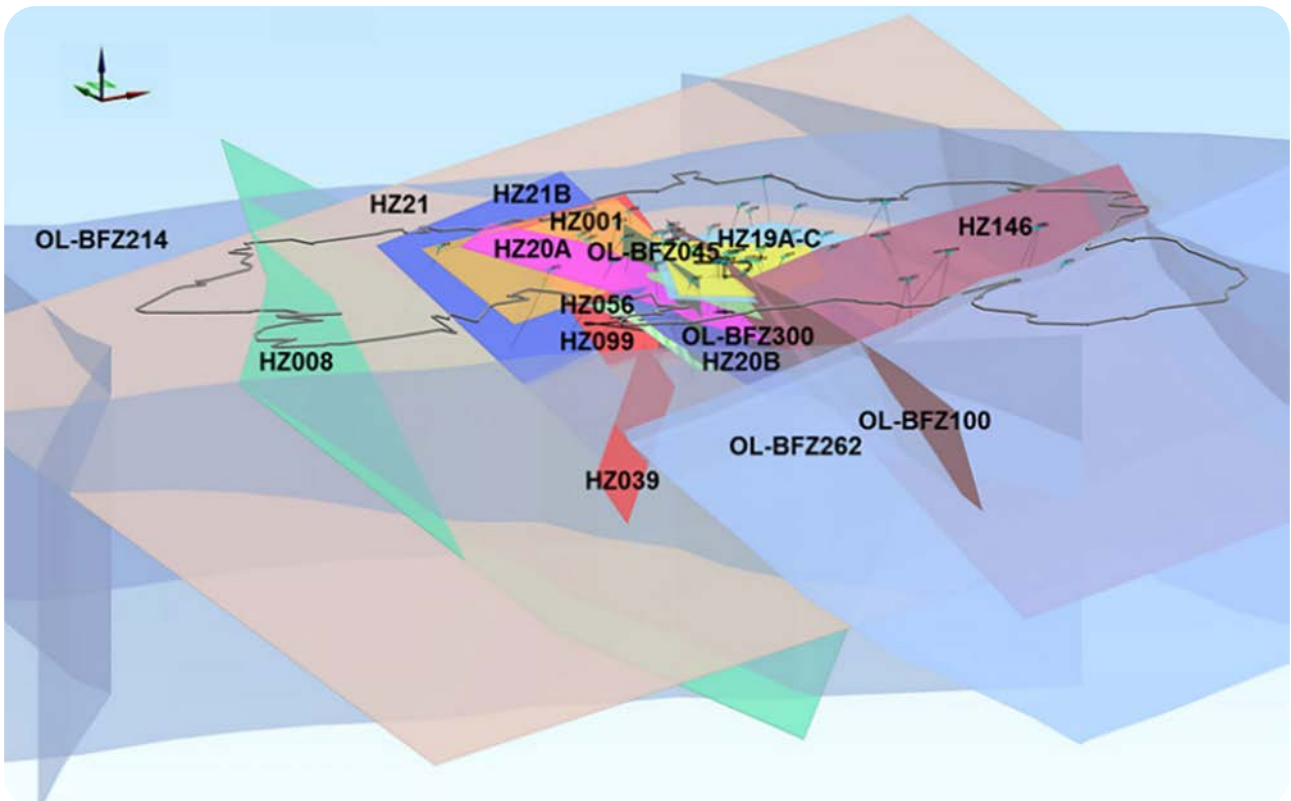 HZ21B
HZ21
HZ001
OL-BFZ214
HZ20A
OL-BFZ045
HZ19A-C
HZ146
HZ056
OL-BFZ300
HZ099
HZ008
HZ20B
OL-BFZ100
OL-BFZ262
HZ039